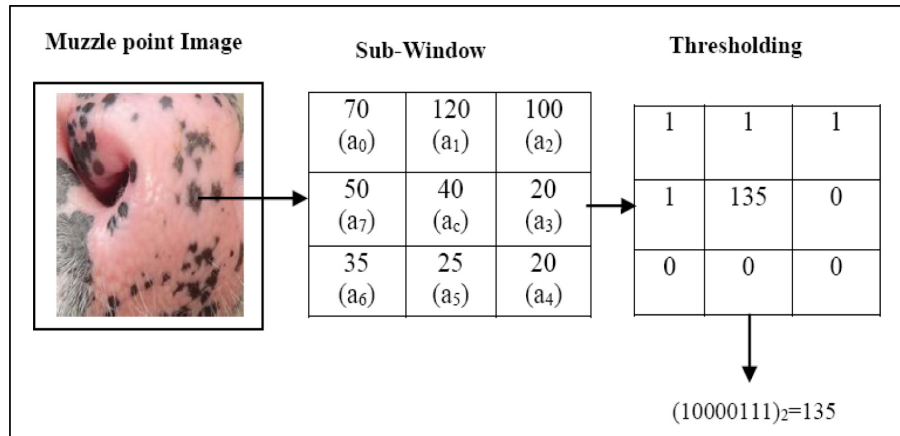 Muzzle point Image
Sub-Window
Thresholding
70 120 100
(a₀) (a₁) (a₂)
50 40 20
(a₇) (a꜀) (a₃)
35 25 20
(a₆) (a₅) (a₄)
1 1 1
1 135 0
0 0 0
(10000111)₂=135